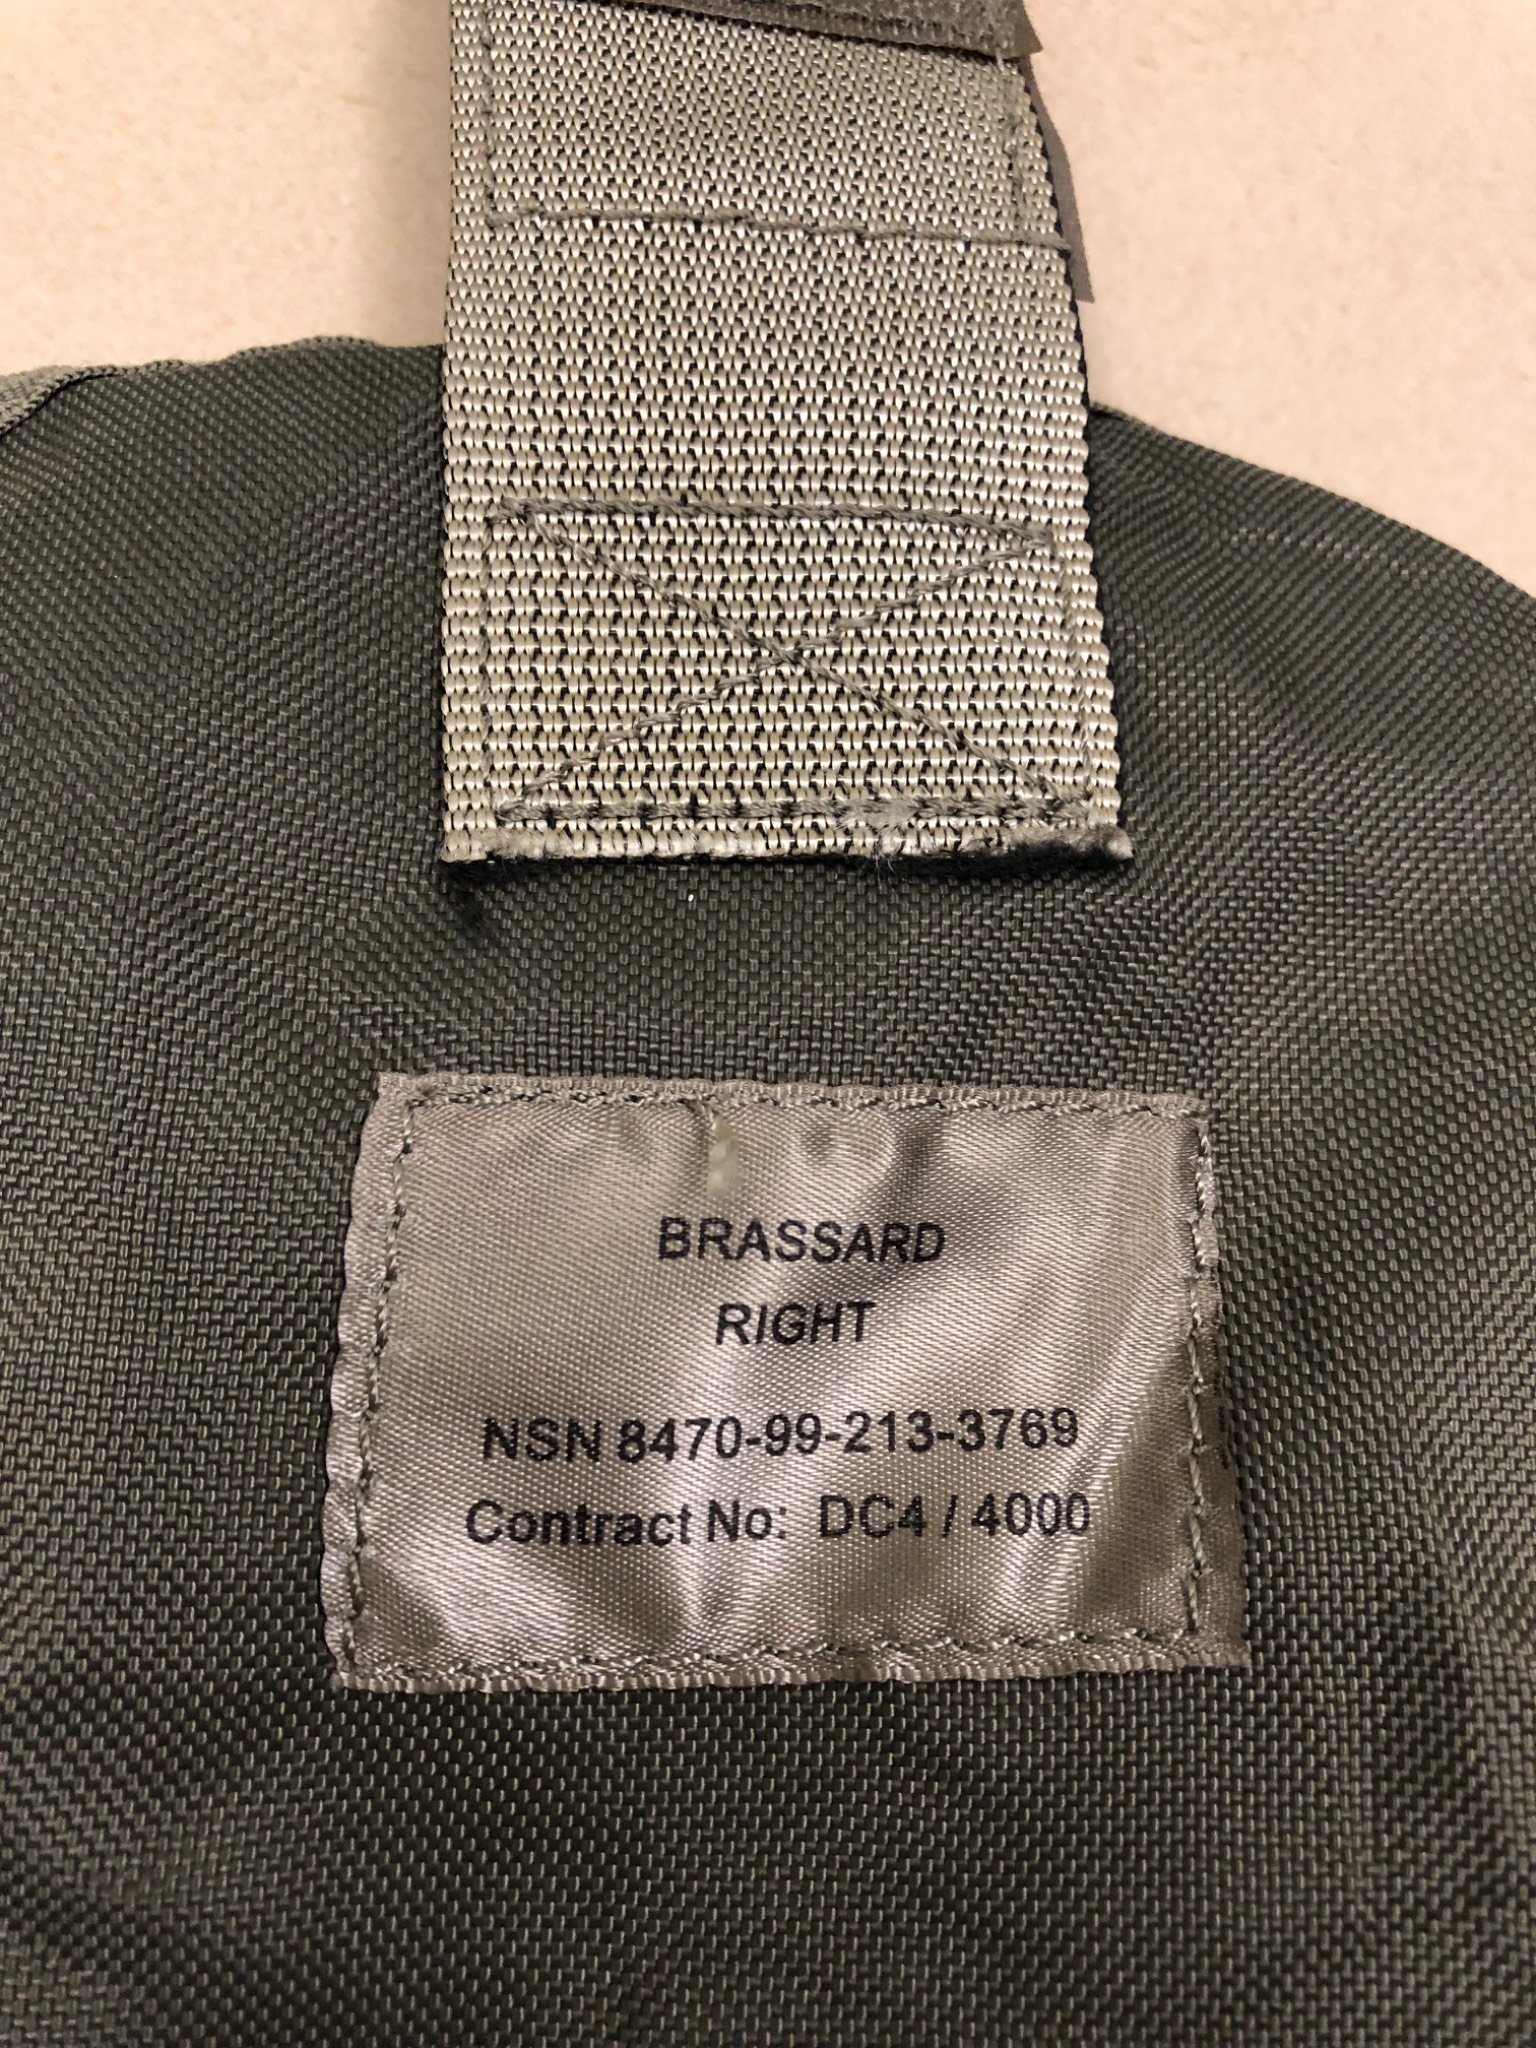 BRASSARD
RIGHT
NSN 8470-99-213-3769
Contract No: DC4 / 4000